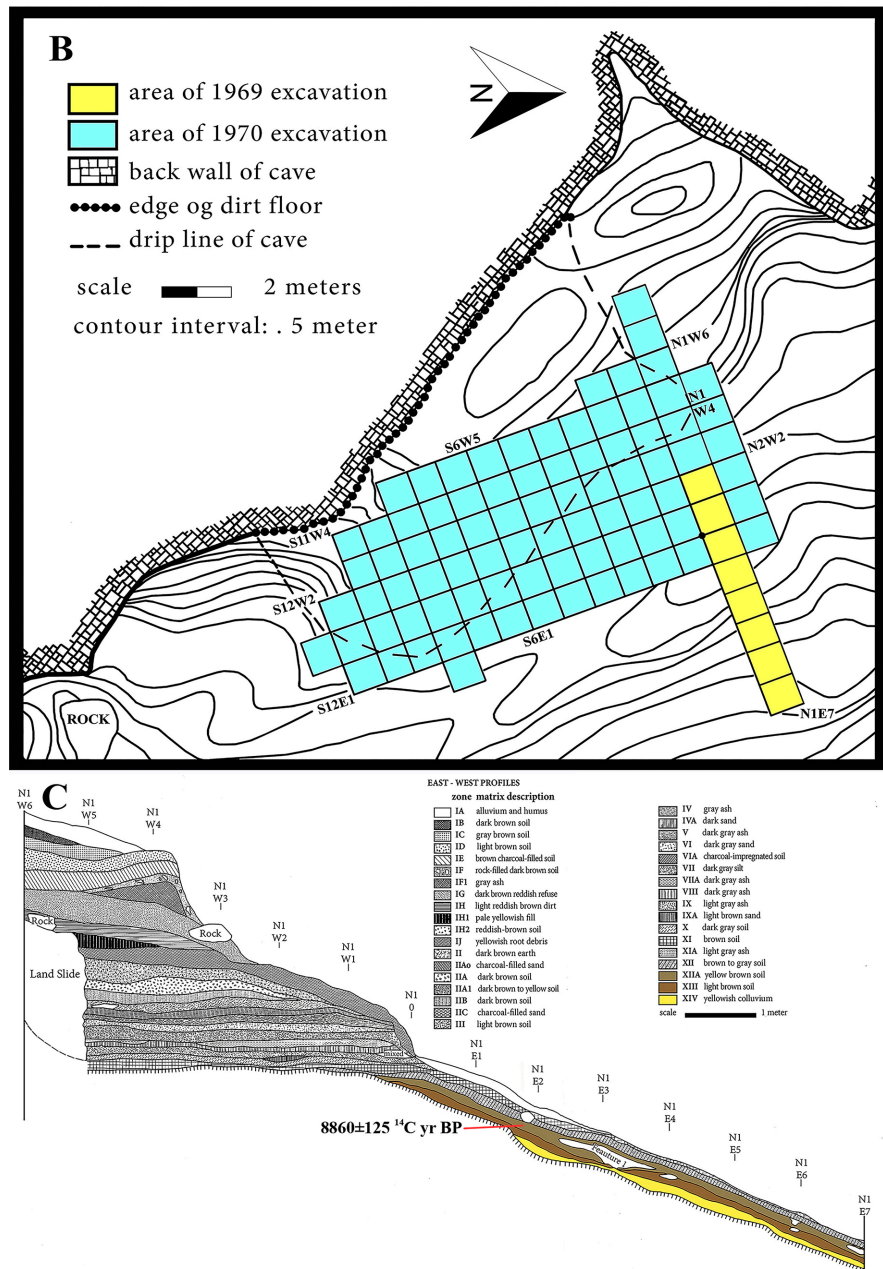 B
area of 1969 excavation
area of 1970 excavation
back wall of cave
edge og dirt floor
drip line of cave
scale 2 meters
contour interval: . 5 meter
N
N1W6
N1
W4
N2W2
S6W5
S11W4
S12W2
S6E1
S12E1
N1E7
ROCK
C
N1
W6
N1
W5
N1
W4
N1
W3
N1
W2
N1
W1
N1
0
N1
E1
N1
E2
N1
E3
N1
E4
N1
E5
N1
E6
N1
E7
Rock
Rock
Land Slide
mixed
8860±125 ¹⁴C yr BP
Feauture 1
EAST - WEST PROFILES
zone matrix description
IA alluvium and humus
IB dark brown soil
IC gray brown soil
ID light brown soil
IE brown charcoal-filled soil
IF rock-filled dark brown soil
IF1 gray ash
IG dark brown reddish refuse
IH light reddish brown dirt
IH1 pale yellowish fill
IH2 reddish-brown soil
IJ yellowish root debris
II dark brown earth
IIAo charcoal-filled sand
IIA dark brown soil
IIA1 dark brown to yellow soil
IIB dark brown soil
IIC charcoal-filled sand
III light brown soil
IV gray ash
IVA dark sand
V dark gray ash
VI dark gray sand
VIA charcoal-impregnated soil
VII dark gray silt
VIIA dark gray ash
VIII dark gray ash
IX light gray ash
IXA light brown sand
X dark gray soil
XI brown soil
XIA light gray ash
XII brown to gray soil
XIIA yellow brown soil
XIII light brown soil
XIV yellowish colluvium
scale 1 meter